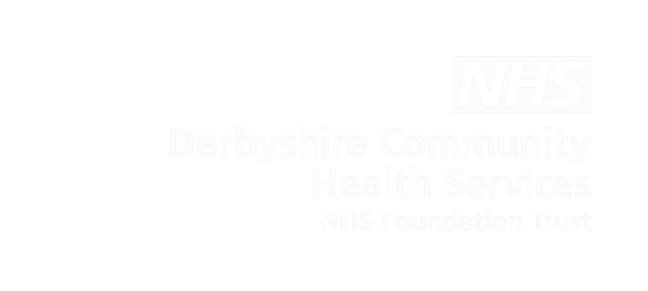 NHS
Derbyshire Community
Health Services
NHS Foundation Trust